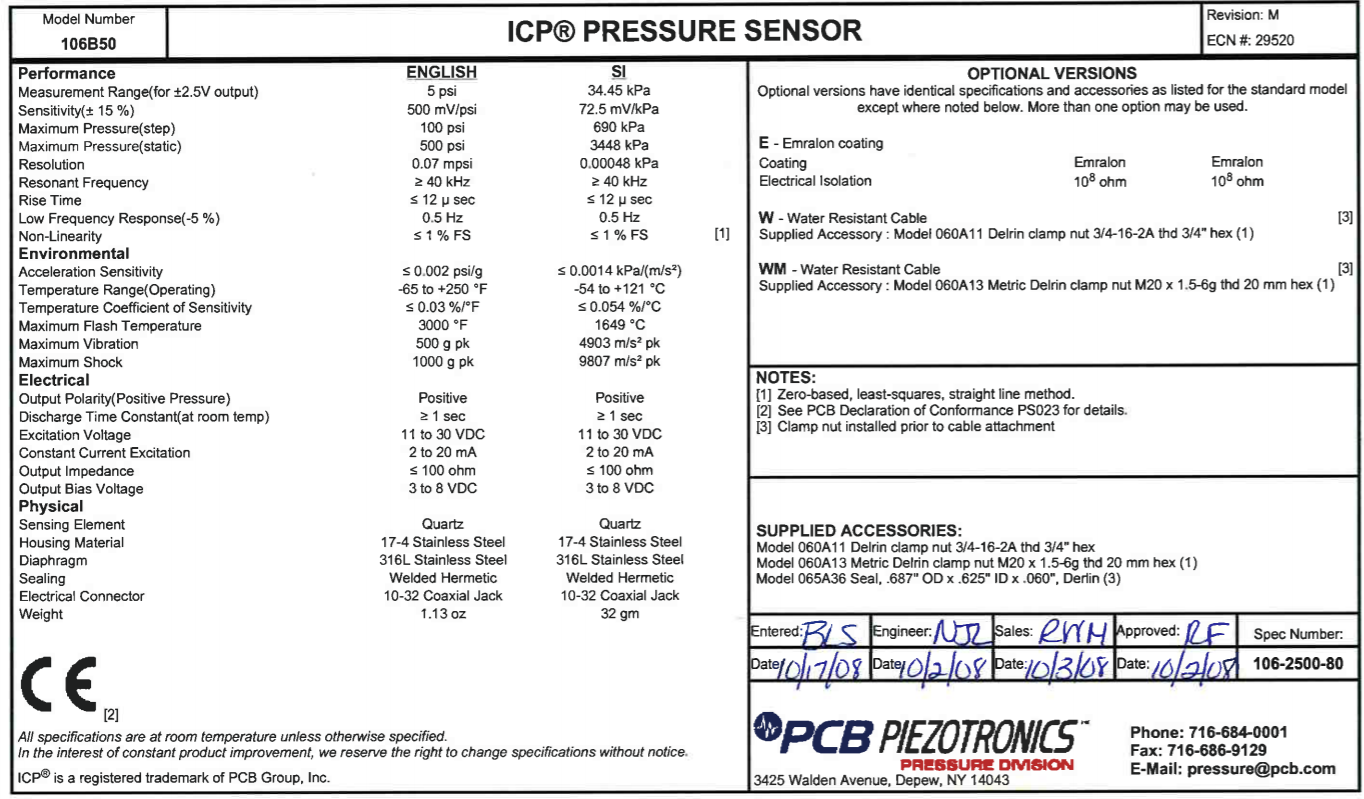 Model Number
106B50
ICP® PRESSURE SENSOR
Revision: M
ECN #: 29520
Performance ENGLISH SI
Measurement Range(for ±2.5V output) 5 psi 34.45 kPa
Sensitivity(± 15 %) 500 mV/psi 72.5 mV/kPa
Maximum Pressure(step) 100 psi 690 kPa
Maximum Pressure(static) 500 psi 3448 kPa
Resolution 0.07 mpsi 0.00048 kPa
Resonant Frequency ≥ 40 kHz ≥ 40 kHz
Rise Time ≤ 12 µ sec ≤ 12 µ sec
Low Frequency Response(-5 %) 0.5 Hz 0.5 Hz
Non-Linearity ≤ 1 % FS ≤ 1 % FS [1]
Environmental
Acceleration Sensitivity ≤ 0.002 psi/g ≤ 0.0014 kPa/(m/s²)
Temperature Range(Operating) -65 to +250 °F -54 to +121 °C
Temperature Coefficient of Sensitivity ≤ 0.03 %/°F ≤ 0.054 %/°C
Maximum Flash Temperature 3000 °F 1649 °C
Maximum Vibration 500 g pk 4903 m/s² pk
Maximum Shock 1000 g pk 9807 m/s² pk
Electrical
Output Polarity(Positive Pressure) Positive Positive
Discharge Time Constant(at room temp) ≥ 1 sec ≥ 1 sec
Excitation Voltage 11 to 30 VDC 11 to 30 VDC
Constant Current Excitation 2 to 20 mA 2 to 20 mA
Output Impedance ≤ 100 ohm ≤ 100 ohm
Output Bias Voltage 3 to 8 VDC 3 to 8 VDC
Physical
Sensing Element Quartz Quartz
Housing Material 17-4 Stainless Steel 17-4 Stainless Steel
Diaphragm 316L Stainless Steel 316L Stainless Steel
Sealing Welded Hermetic Welded Hermetic
Electrical Connector 10-32 Coaxial Jack 10-32 Coaxial Jack
Weight 1.13 oz 32 gm
CE [2]
All specifications are at room temperature unless otherwise specified.
In the interest of constant product improvement, we reserve the right to change specifications without notice.
ICP® is a registered trademark of PCB Group, Inc.
OPTIONAL VERSIONS
Optional versions have identical specifications and accessories as listed for the standard model
except where noted below. More than one option may be used.
E - Emralon coating
Coating Emralon Emralon
Electrical Isolation 10⁸ ohm 10⁸ ohm
W - Water Resistant Cable [3]
Supplied Accessory : Model 060A11 Delrin clamp nut 3/4-16-2A thd 3/4" hex (1)
WM - Water Resistant Cable [3]
Supplied Accessory : Model 060A13 Metric Delrin clamp nut M20 x 1.5-6g thd 20 mm hex (1)
NOTES:
[1] Zero-based, least-squares, straight line method.
[2] See PCB Declaration of Conformance PS023 for details.
[3] Clamp nut installed prior to cable attachment
SUPPLIED ACCESSORIES:
Model 060A11 Delrin clamp nut 3/4-16-2A thd 3/4" hex
Model 060A13 Metric Delrin clamp nut M20 x 1.5-6g thd 20 mm hex (1)
Model 065A36 Seal, .687" OD x .625" ID x .060", Derlin (3)
Entered: BLS Engineer: NJR Sales: RWM Approved: RF Spec Number:
Date: 10/17/08 Date: 10/2/08 Date: 10/3/08 Date: 10/2/08 106-2500-80
PCB PIEZOTRONICS™
PRESSURE DIVISION
3425 Walden Avenue, Depew, NY 14043
Phone: 716-684-0001
Fax: 716-686-9129
E-Mail: pressure@pcb.com